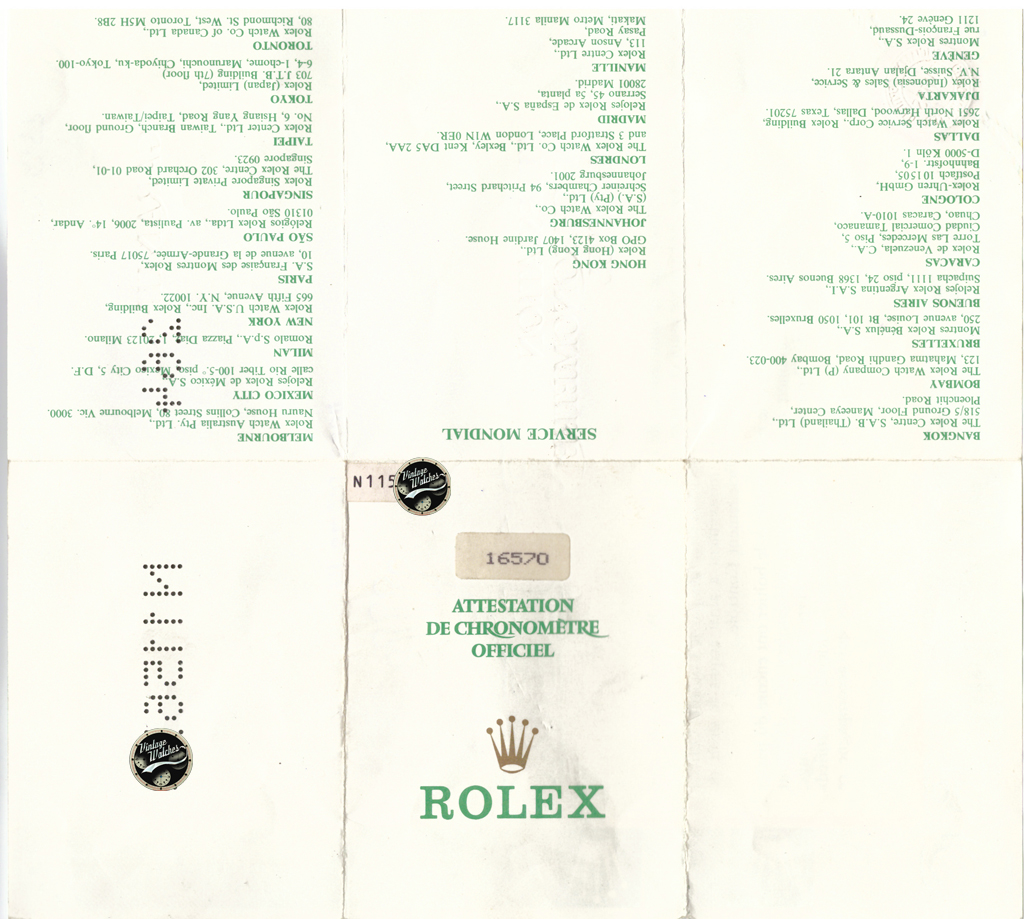 SERVICE MONDIAL
BANGKOK
The Rolex Centre, S.A.B. (Thailand) Ltd.,
518/5 Ground Floor, Maneeya Center,
Ploenchit Road.
BOMBAY
The Rolex Watch Company (P) Ltd.,
123, Mahatma Gandhi Road, Bombay 400-023.
BRUXELLES
Montres Rolex Bénélux S.A.,
250, avenue Louise, Bt 101, 1050 Bruxelles.
BUENOS AIRES
Relojes Rolex Argentina S.A.I.,
Suipacha 1111, piso 24, 1368 Buenos Aires.
CARACAS
Rolex de Venezuela, C.A.,
Torre Las Mercedes, Piso 5,
Ciudad Comercial Tamanaco,
Chuao, Caracas 1010-A.
COLOGNE
Rolex-Uhren GmbH,
Postfach 10 15 05,
Bahnhofstr. 1-9,
D-5000 Köln 1.
DALLAS
Rolex Watch Service Corp., Rolex Building,
2651 North Harwood, Dallas, Texas 75201.
DJAKARTA
Rolex (Indonesia) Sales & Service,
N.V. Suisse, Djalan Antara 21.
GENÈVE
Montres Rolex S.A.,
rue François-Dussaud,
1211 Genève 24.
HONG KONG
Rolex (Hong Kong) Ltd.,
GPO Box 4123, 1407 Jardine House.
JOHANNESBURG
The Rolex Watch Co.,
(S.A.) (Pty) Ltd.,
Schreiner Chambers, 94 Pritchard Street,
Johannesburg 2001.
LONDRES
The Rolex Watch Co. Ltd., Bexley, Kent DA5 2AA,
and 3 Stratford Place, London W1N 0ER.
MADRID
Relojes Rolex de España S.A.,
Serrano 45, 5a planta,
28001 Madrid.
MANILLE
Rolex Centre Ltd.,
113, Anson Arcade,
Pasay Road,
Makati, Metro Manila 3117.
MELBOURNE
Rolex Watch Australia Pty. Ltd.,
Nauru House, Collins Street 80, Melbourne Vic. 3000.
MEXICO CITY
Relojes Rolex de México S.A.
calle Rio Tiber 100-5.° piso, Mexico City 5, D.F.
MILAN
Romalo S.p.A., Piazza Diaz 1, 20123 Milano.
NEW YORK
Rolex Watch U.S.A. Inc., Rolex Building,
665 Fifth Avenue, N.Y. 10022.
PARIS
S.A. Française des Montres Rolex,
10, avenue de la Grande-Armée, 75017 Paris.
SÃO PAULO
Relógios Rolex Ltda., av. Paulista, 2006, 14°. Andar,
01310 São Paulo.
SINGAPOUR
Rolex Singapore Private Limited,
The Rolex Centre, 302 Orchard Road 01-01,
Singapore 0923.
TAIPEI
Rolex Center Ltd., Taiwan Branch, Ground floor,
No. 6, Hsiang Yang Road, Taipei/Taiwan.
TOKYO
Rolex (Japan) Limited,
703 J.T.B. Building (7th floor)
6-4, 1-chome, Marunouchi, Chiyoda-ku, Tokyo-100.
TORONTO
Rolex Watch Co. of Canada Ltd.,
80, Richmond St. West, Toronto M5H 2B8.
N115
Vintage
Watches
16570
ATTESTATION
DE CHRONOMÈTRE
OFFICIEL
ROLEX
Vintage
Watches